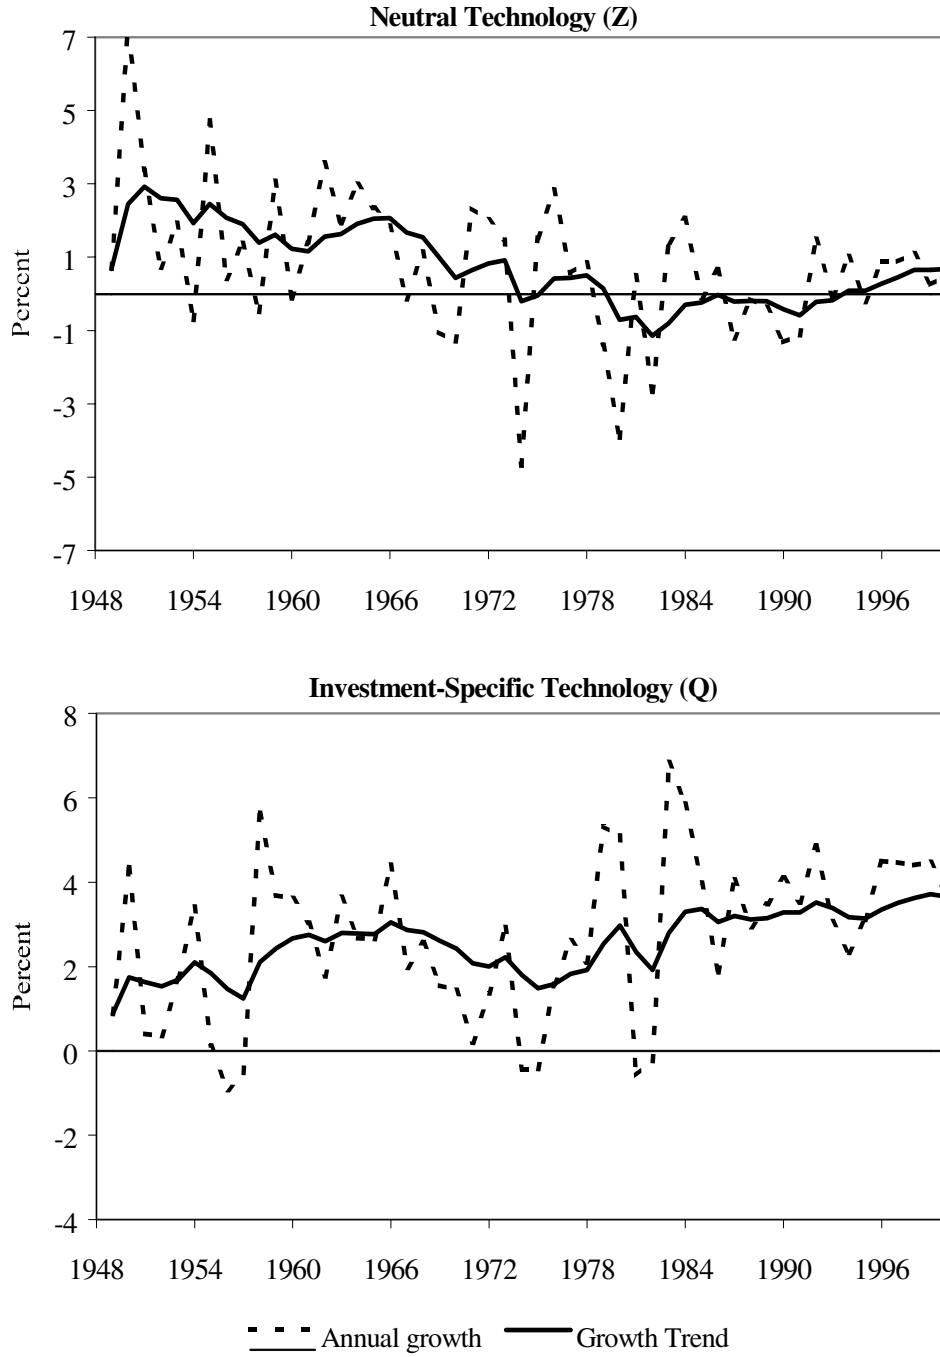 Neutral Technology (Z)
7
5
3
1
-1
-3
-5
-7
Percent
1948 1954 1960 1966 1972 1978 1984 1990 1996
Investment-Specific Technology (Q)
8
6
4
2
0
-2
-4
Percent
1948 1954 1960 1966 1972 1978 1984 1990 1996
Annual growth Growth Trend